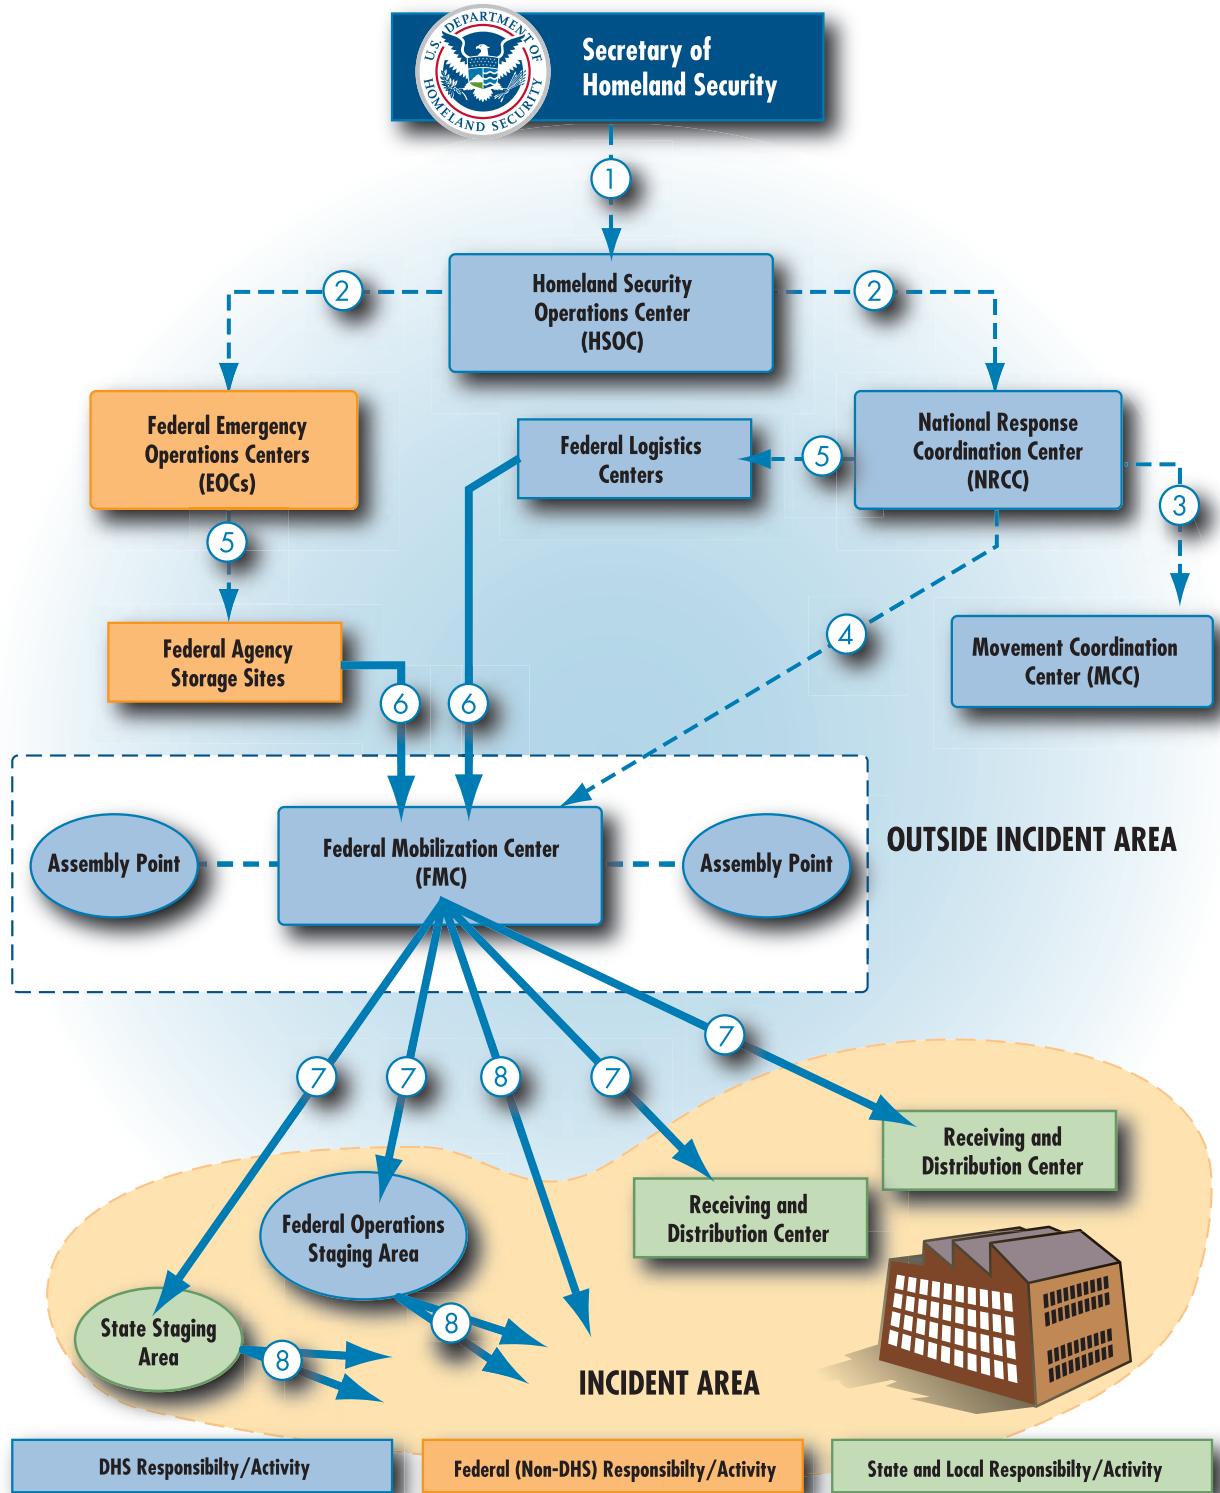 U.S. DEPARTMENT OF
HOMELAND SECURITY
Secretary of
Homeland Security
1
Homeland Security
Operations Center
(HSOC)
2
2
Federal Emergency
Operations Centers
(EOCs)
Federal Logistics
Centers
5
National Response
Coordination Center
(NRCC)
3
5
4
Federal Agency
Storage Sites
Movement Coordination
Center (MCC)
6
6
Assembly Point
Federal Mobilization Center
(FMC)
Assembly Point
OUTSIDE INCIDENT AREA
7
7
8
7
7
Receiving and
Distribution Center
Receiving and
Distribution Center
Federal Operations
Staging Area
State Staging
Area
8
8
INCIDENT AREA
DHS Responsibilty/Activity
Federal (Non-DHS) Responsibilty/Activity
State and Local Responsibilty/Activity